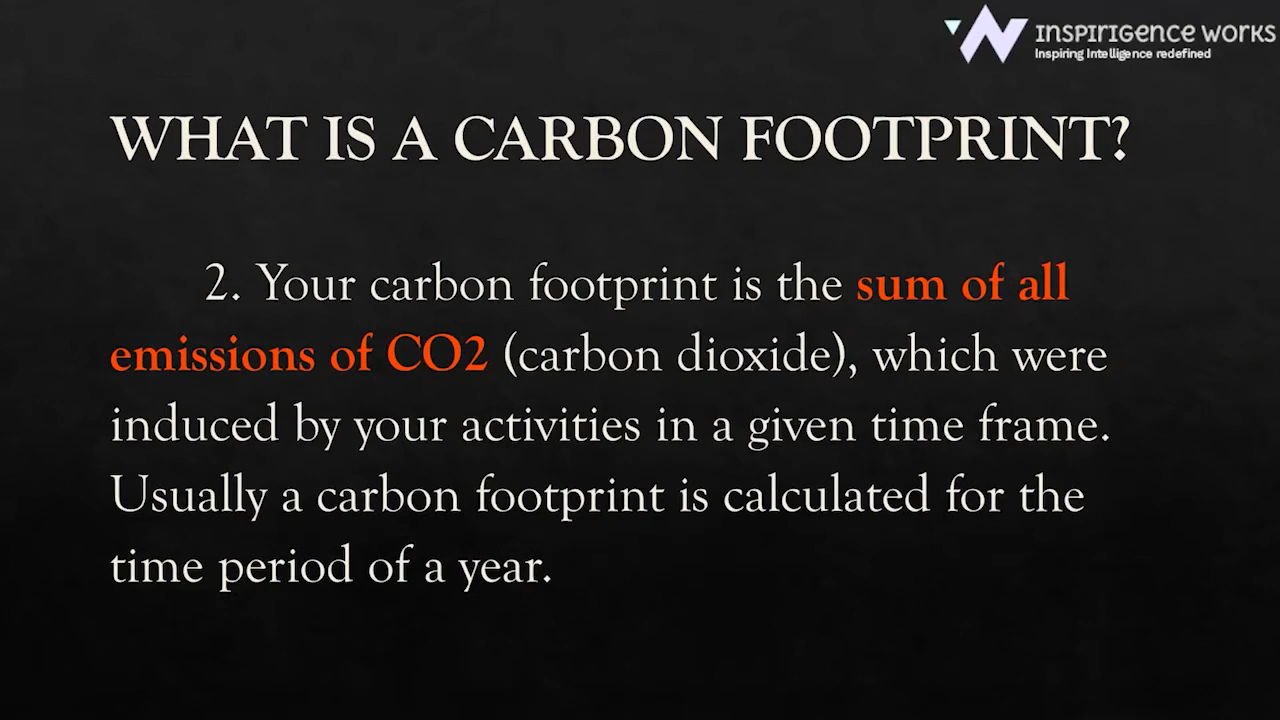 INSPIRIGENCE WORKS
Inspiring Intelligence redefined
WHAT IS A CARBON FOOTPRINT?
2. Your carbon footprint is the sum of all
emissions of CO2 (carbon dioxide), which were
induced by your activities in a given time frame.
Usually a carbon footprint is calculated for the
time period of a year.